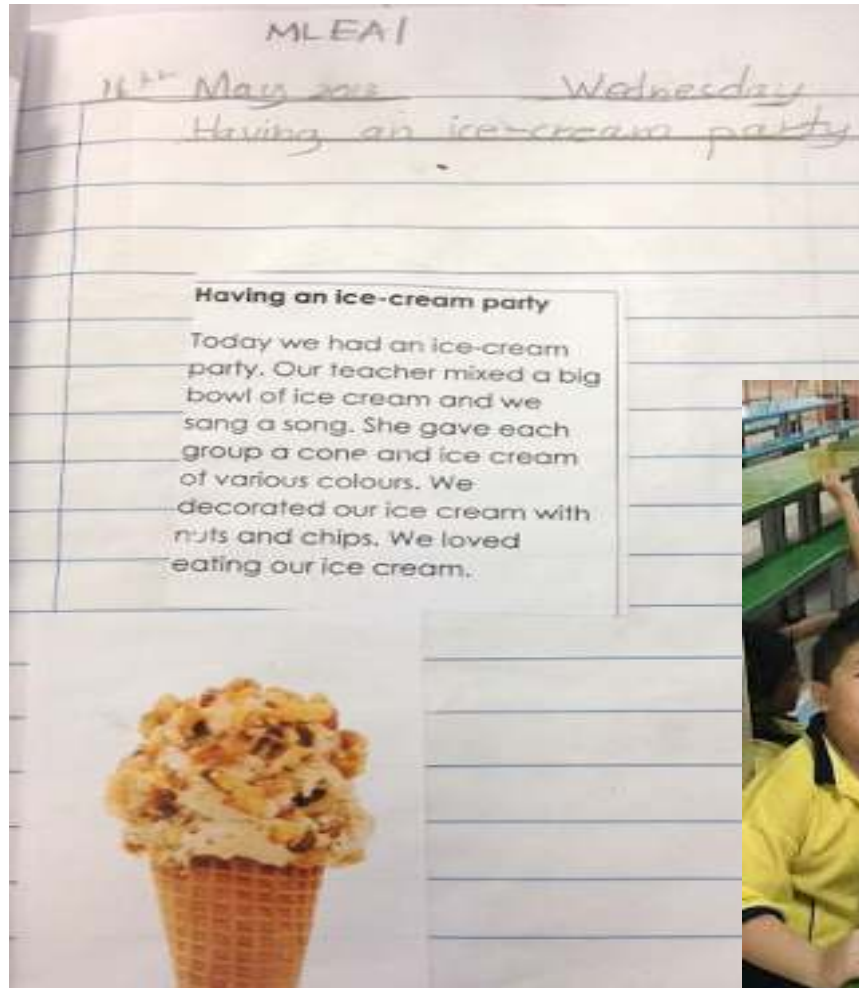 MLEA1
16th May 2018 Wednesday
Having an ice-cream party
Having an ice-cream party
Today we had an ice-cream
party. Our teacher mixed a big
bowl of ice cream and we
sang a song. She gave each
group a cone and ice cream
of various colours. We
decorated our ice cream with
nuts and chips. We loved
eating our ice cream.